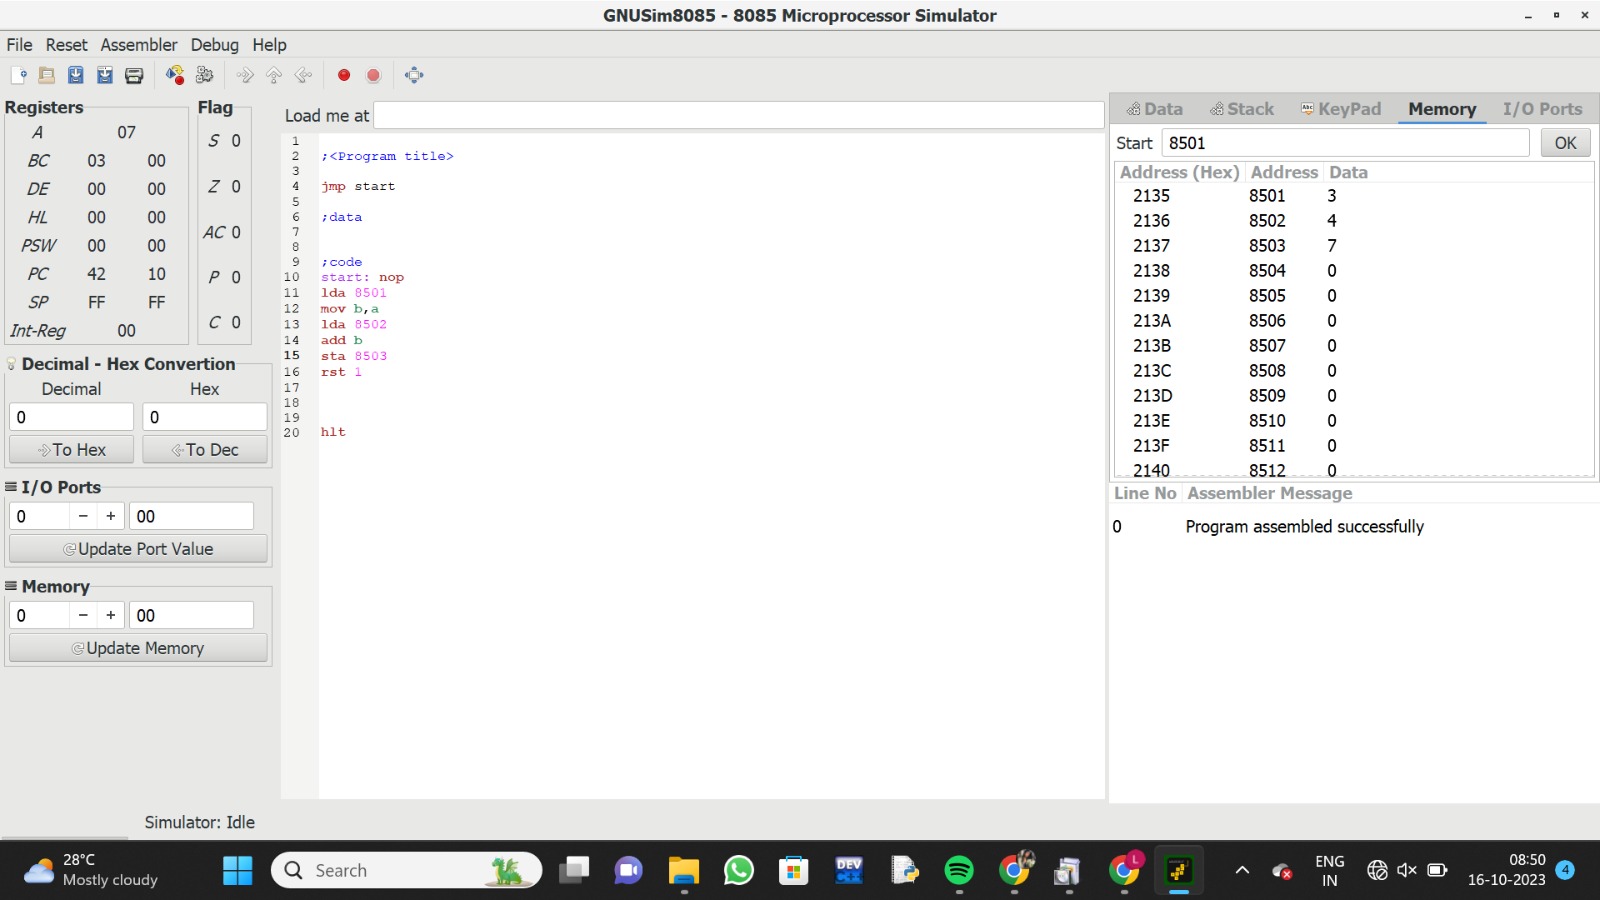 GNUSim8085 - 8085 Microprocessor Simulator
File Reset Assembler Debug Help
Registers
A 07
BC 03 00
DE 00 00
HL 00 00
PSW 00 00
PC 42 10
SP FF FF
Int-Reg 00
Flag
S 0
Z 0
AC 0
P 0
C 0
Decimal - Hex Convertion
Decimal Hex
0 0
To Hex To Dec
I/O Ports
0 - + 00
Update Port Value
Memory
0 - + 00
Update Memory
Load me at
1
2 ;<Program title>
3
4 jmp start
5
6 ;data
7
8
9 ;code
10 start: nop
11 lda 8501
12 mov b,a
13 lda 8502
14 add b
15 sta 8503
16 rst 1
17
18
19
20 hlt
Data Stack KeyPad Memory I/O Ports
Start 8501 OK
Address (Hex) Address Data
2135 8501 3
2136 8502 4
2137 8503 7
2138 8504 0
2139 8505 0
213A 8506 0
213B 8507 0
213C 8508 0
213D 8509 0
213E 8510 0
213F 8511 0
2140 8512 0
Line No Assembler Message
0 Program assembled successfully
Simulator: Idle
28°C
Mostly cloudy
Search
DEV
C++
L
ENG
IN
08:50
16-10-2023
4